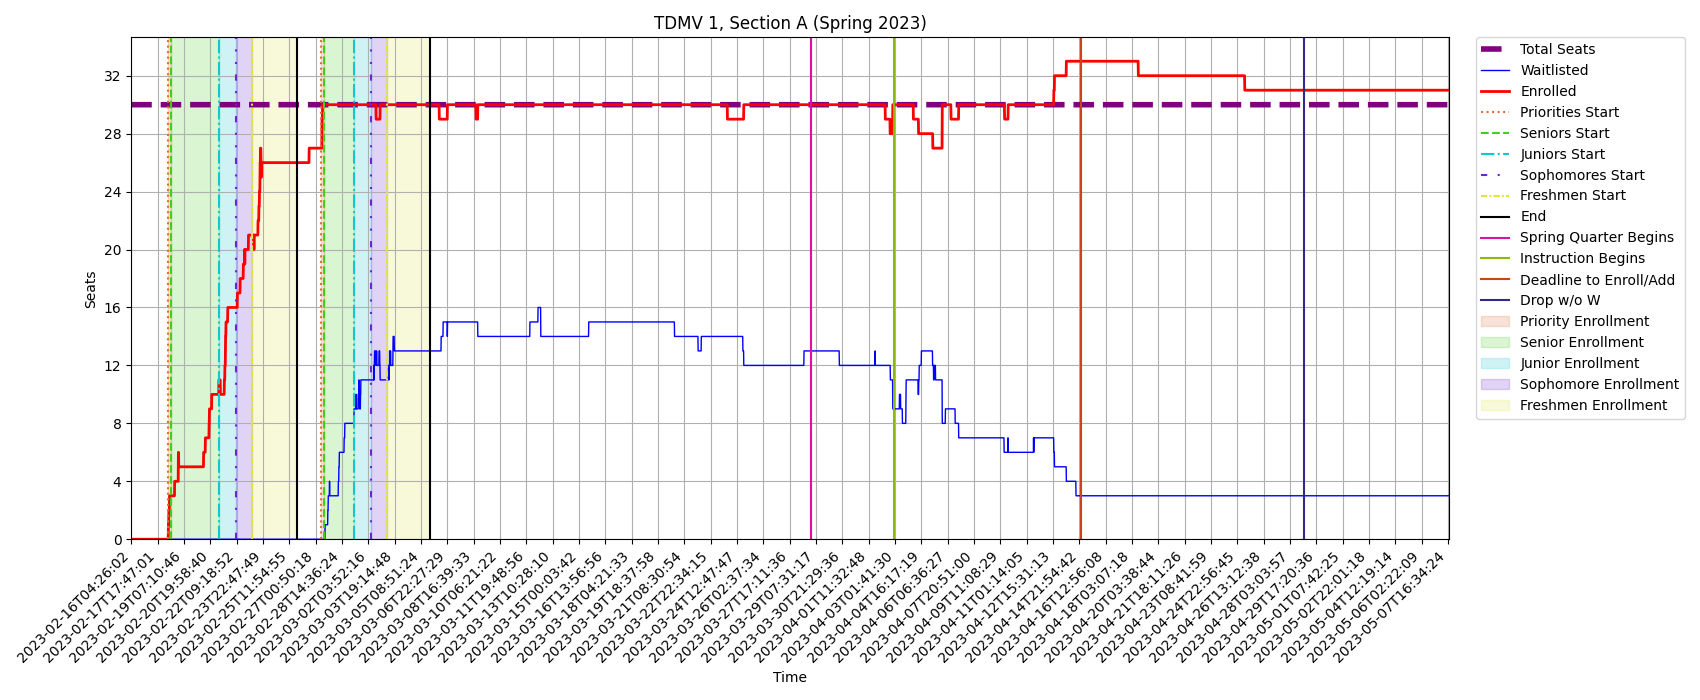 TDMV 1, Section A (Spring 2023)
Seats
32
28
24
20
16
12
8
4
0
2023-02-16T04:26:02
2023-02-17T17:47:01
2023-02-19T07:10:46
2023-02-20T19:58:40
2023-02-22T09:18:52
2023-02-23T22:47:49
2023-02-25T11:54:55
2023-02-27T00:50:18
2023-02-28T14:36:24
2023-03-02T03:52:16
2023-03-03T19:14:48
2023-03-05T08:51:24
2023-03-06T22:27:29
2023-03-08T16:39:33
2023-03-10T06:21:22
2023-03-11T19:48:56
2023-03-13T10:28:10
2023-03-15T00:03:42
2023-03-16T13:56:56
2023-03-18T04:21:33
2023-03-19T18:37:58
2023-03-21T08:30:54
2023-03-22T22:34:15
2023-03-24T12:47:47
2023-03-26T02:37:34
2023-03-27T17:11:36
2023-03-29T07:31:17
2023-03-30T21:29:36
2023-04-01T11:32:48
2023-04-03T01:41:30
2023-04-04T16:17:19
2023-04-06T06:36:27
2023-04-07T20:51:00
2023-04-09T11:08:29
2023-04-11T01:14:05
2023-04-12T15:31:13
2023-04-14T21:54:42
2023-04-16T12:56:08
2023-04-18T03:07:18
2023-04-20T03:38:44
2023-04-21T18:11:26
2023-04-23T08:41:59
2023-04-24T22:56:45
2023-04-26T13:12:38
2023-04-28T03:03:57
2023-04-29T17:20:36
2023-05-01T07:42:25
2023-05-02T22:01:18
2023-05-04T12:19:14
2023-05-06T02:22:09
2023-05-07T16:34:24
Time
Total Seats
Waitlisted
Enrolled
Priorities Start
Seniors Start
Juniors Start
Sophomores Start
Freshmen Start
End
Spring Quarter Begins
Instruction Begins
Deadline to Enroll/Add
Drop w/o W
Priority Enrollment
Senior Enrollment
Junior Enrollment
Sophomore Enrollment
Freshmen Enrollment